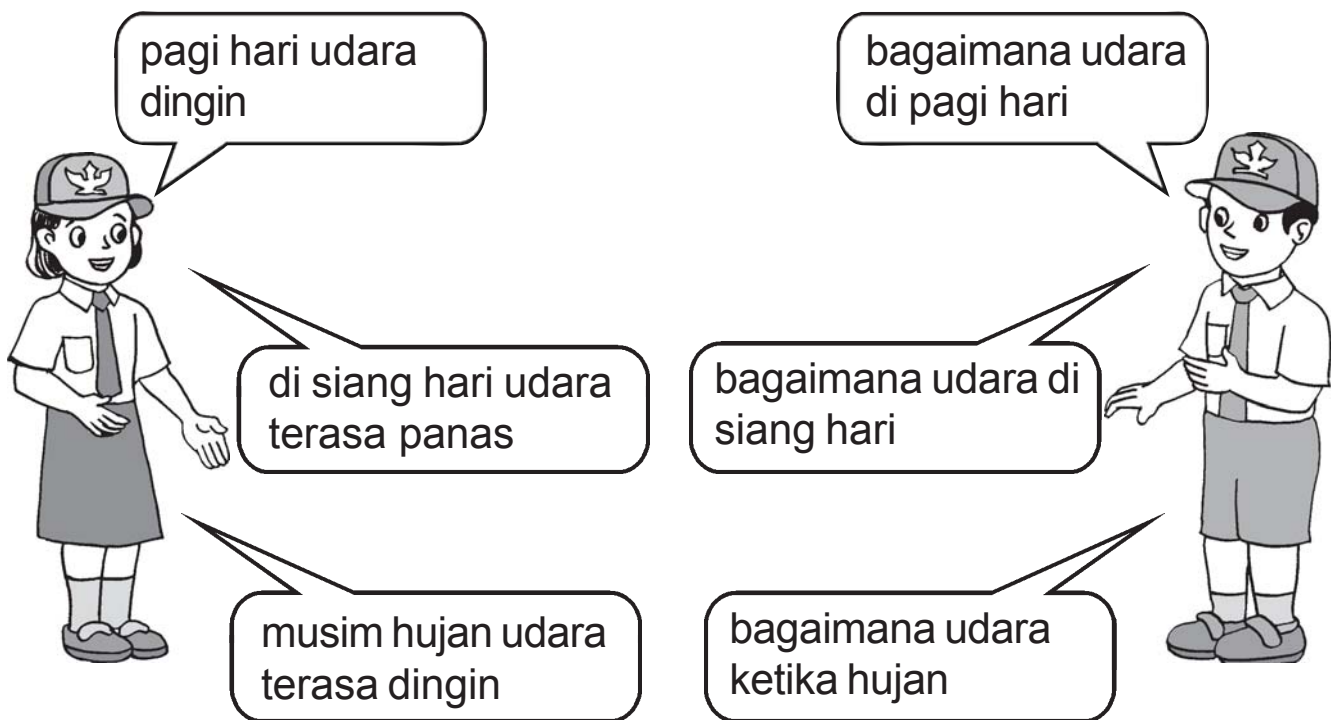 pagi hari udara
dingin
bagaimana udara
di pagi hari
di siang hari udara
terasa panas
bagaimana udara di
siang hari
musim hujan udara
terasa dingin
bagaimana udara
ketika hujan